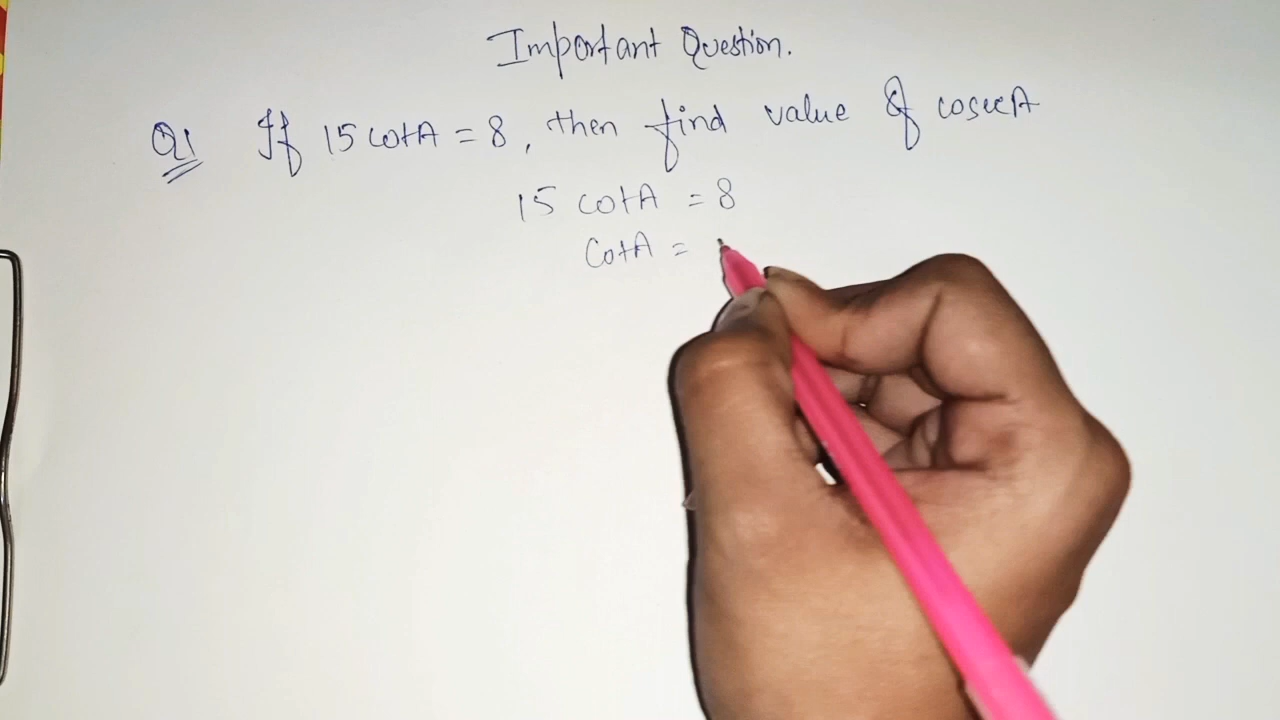 Important Question.
Q1 If 15 cotA = 8, then find value of cosecA
15 cotA = 8
CotA =